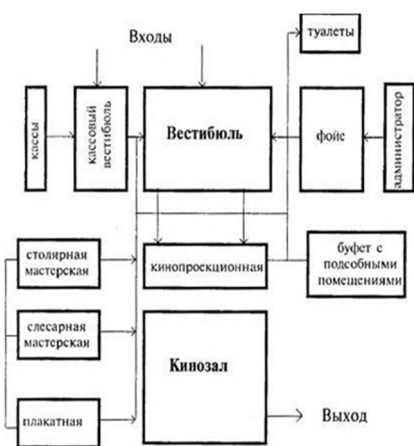 Входы
туалеты
кассы
кассовый
вестибюль
Вестибюль
фойе
администратор
столярная
мастерская
кинопроекционная
буфет с
подсобными
помещениями
слесарная
мастерская
Кинозал
плакатная
Выход